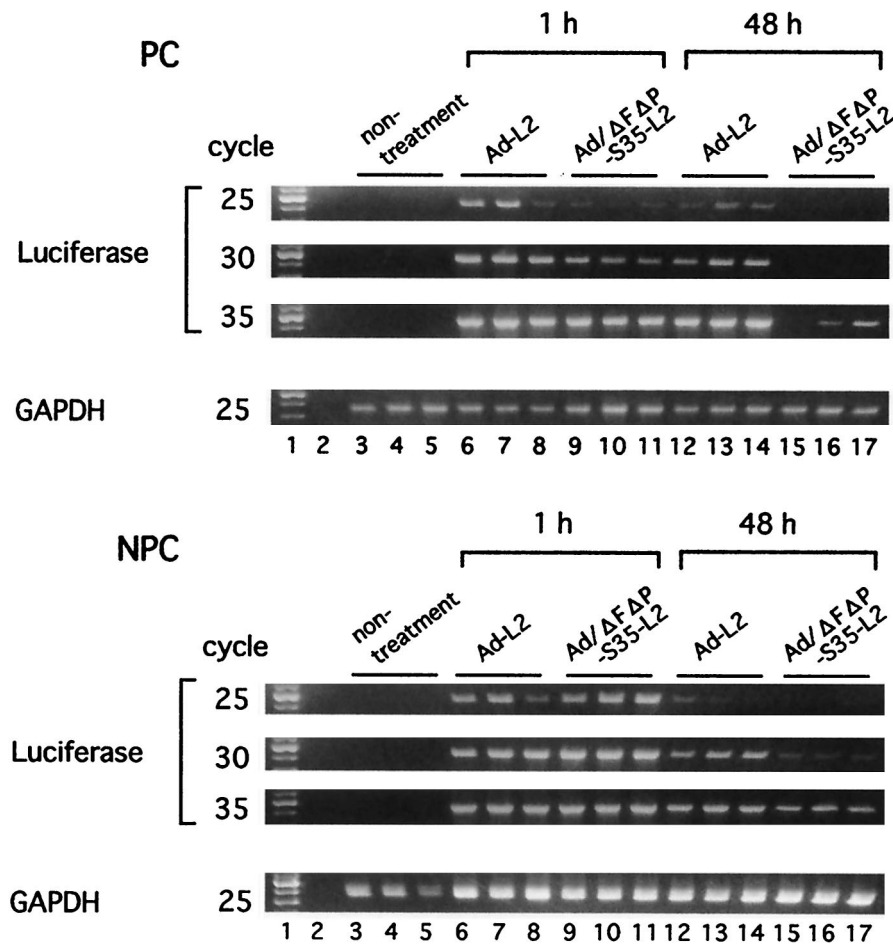 PC
1 h 48 h
cycle non-treatment Ad-L2 Ad/ΔFΔP-S35-L2 Ad-L2 Ad/ΔFΔP-S35-L2
25
Luciferase 30
35
GAPDH 25
1 2 3 4 5 6 7 8 9 10 11 12 13 14 15 16 17
NPC
1 h 48 h
cycle non-treatment Ad-L2 Ad/ΔFΔP-S35-L2 Ad-L2 Ad/ΔFΔP-S35-L2
25
Luciferase 30
35
GAPDH 25
1 2 3 4 5 6 7 8 9 10 11 12 13 14 15 16 17